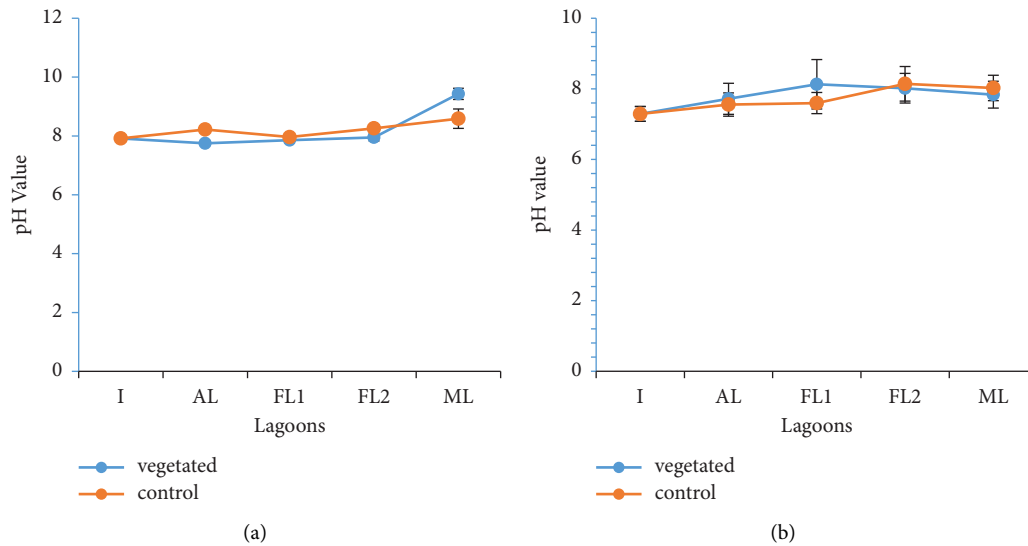 12
10
8
6
4
2
0
pH Value
I AL FL1 FL2 ML
Lagoons
vegetated
control
(a)
10
8
6
4
2
0
pH value
I AL FL1 FL2 ML
Lagoons
vegetated
control
(b)